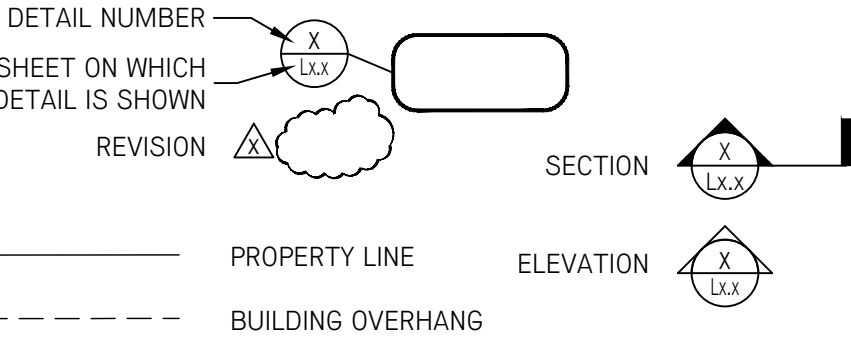 DETAIL NUMBER
X
Lx.x
SHEET ON WHICH
DETAIL IS SHOWN
REVISION
X
SECTION
X
Lx.x
PROPERTY LINE
ELEVATION
X
Lx.x
BUILDING OVERHANG